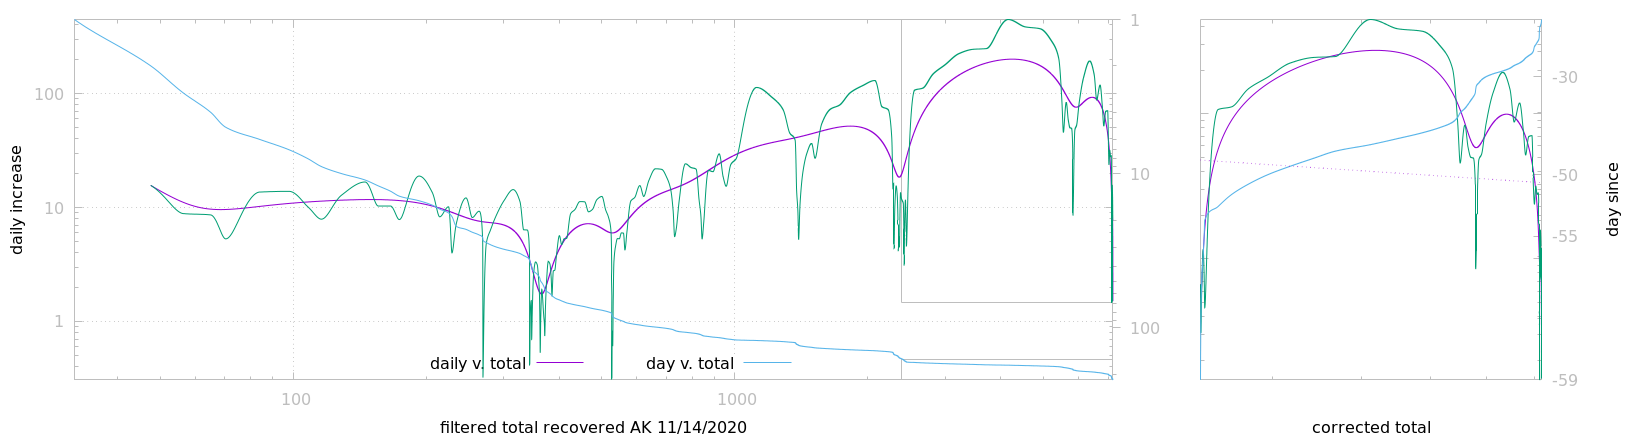 daily increase
100
10
1
100
1000
1
10
100
daily v. total
day v. total
filtered total recovered AK 11/14/2020
-30
-50
-55
-59
day since
corrected total